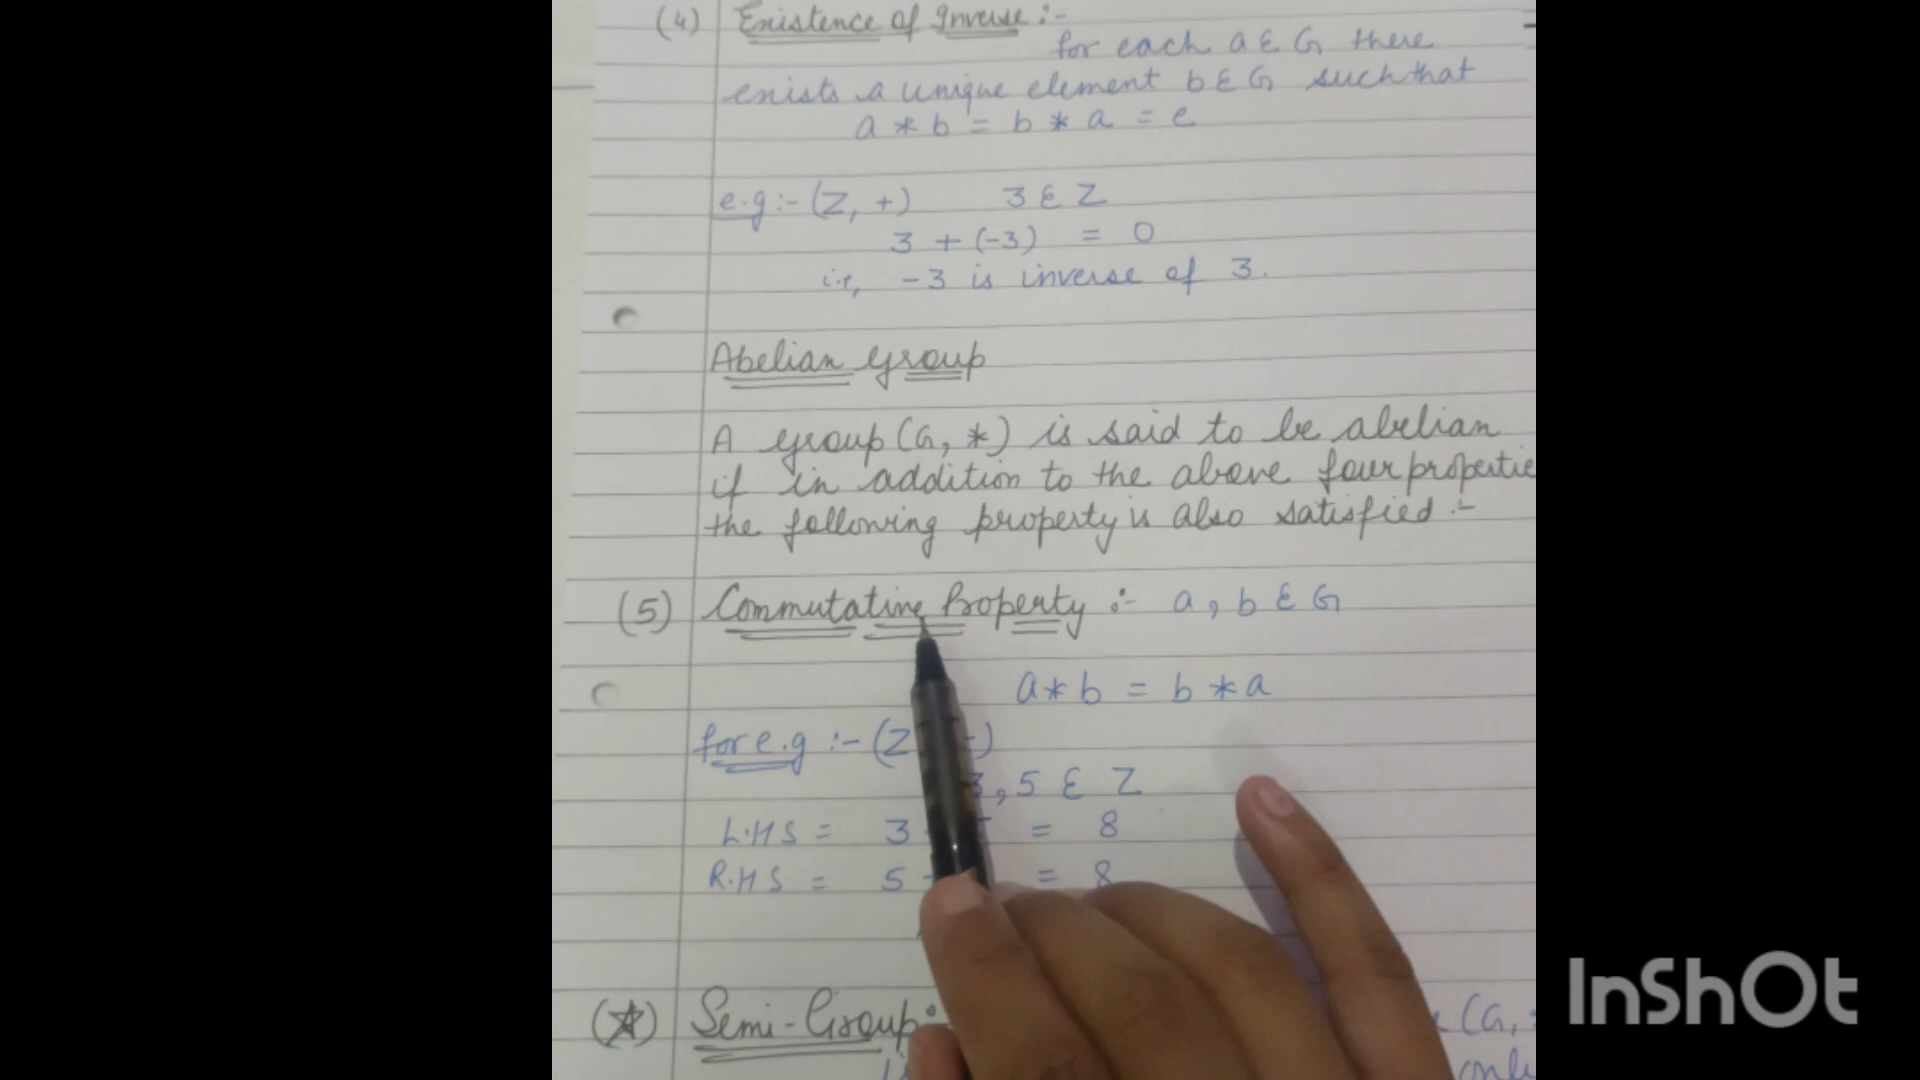 (4) Existence of Inverse :-
for each a ε G there
exists a unique element b ε G such that
a * b = b * a = e
e.g :- (Z, +) 3 ε Z
3 + (-3) = 0
i.e, -3 is inverse of 3.
Abelian group
A group (G, *) is said to be abelian
if in addition to the above four propertie
the following property is also satisfied :-
(5) Commutative Property :- a, b ε G
a * b = b * a
for e.g :- (Z )
3, 5 ε Z
L.H.S = 3 = 8
R.H.S = 5 = 8
(☆) Semi-Group :- (G,
only
InShOt